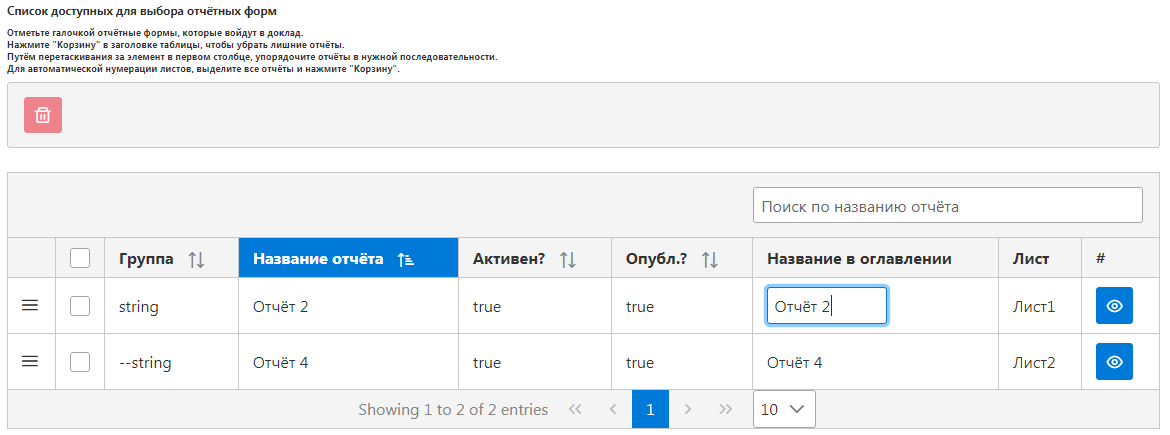 Список доступных для выбора отчётных форм
Отметьте галочкой отчётные формы, которые войдут в доклад.
Нажмите "Корзину" в заголовке таблицы, чтобы убрать лишние отчёты.
Путём перетаскивания за элемент в первом столбце, упорядочите отчёты в нужной последовательности.
Для автоматической нумерации листов, выделите все отчёты и нажмите "Корзину".
Поиск по названию отчёта
Группа Название отчёта Активен? Опубл.? Название в оглавлении Лист #
string Отчёт 2 true true Отчёт 2 Лист1
--string Отчёт 4 true true Отчёт 4 Лист2
Showing 1 to 2 of 2 entries 1 10